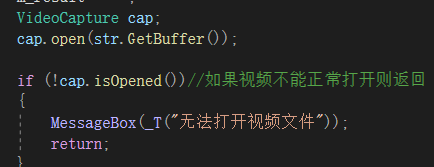 VideoCapture cap;
cap.open(str.GetBuffer());
if (!cap.isOpened())//如果视频不能正常打开则返回
{
MessageBox(_T("无法打开视频文件"));
return;
}